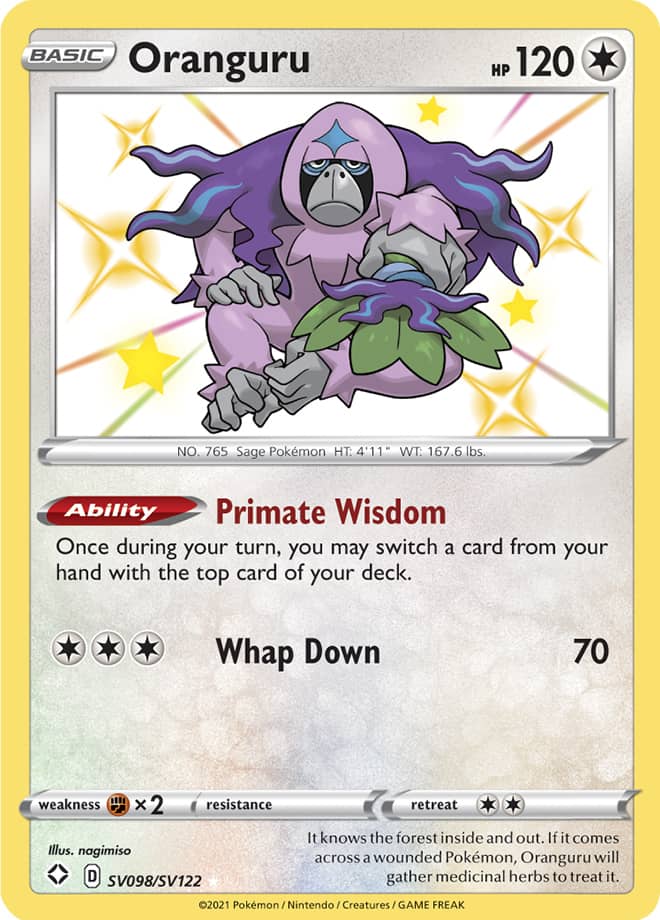 BASIC Oranguru HP 120
NO. 765 Sage Pokémon HT: 4'11" WT: 167.6 lbs.
Ability Primate Wisdom
Once during your turn, you may switch a card from your
hand with the top card of your deck.
Whap Down 70
weakness ×2 resistance retreat
Illus. nagimiso
It knows the forest inside and out. If it comes
across a wounded Pokémon, Oranguru will
gather medicinal herbs to treat it.
D SV098/SV122
©2021 Pokémon / Nintendo / Creatures / GAME FREAK